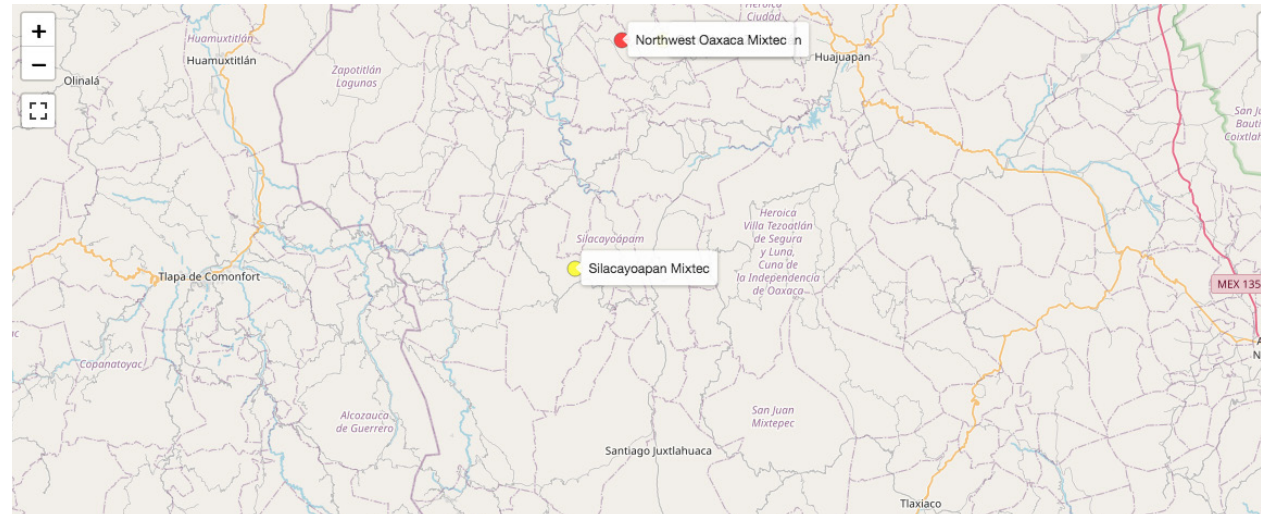 +
−
Huamuxtitlán
Huamuxtitlán
Olinalá
Zapotitlán
Lagunas
Heroica
Ciudad
Northwest Oaxaca Mixtec
Huajuapan
San Ju
Bauti
Coixtlah
Silacayoápam
Silacayoapan Mixtec
Heroica
Villa Tezoatlán
de Segura
y Luna,
Cuna de
la Independencia
de Oaxaca
Tlapa de Comonfort
MEX 135
Copanatoyac
Alcozauca
de Guerrero
San Juan
Mixtepec
Santiago Juxtlahuaca
Tlaxiaco